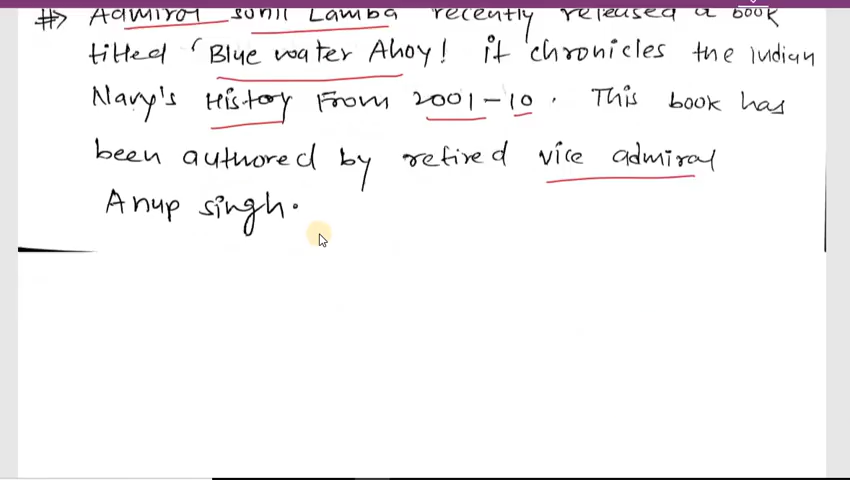 #> Admiral sunil Lamba recently released a book
titled 'Blue water Ahoy! it chronicles the indian
Navy's History From 2001-10. This book has
been authored by retired vice admiral
Anup singh.